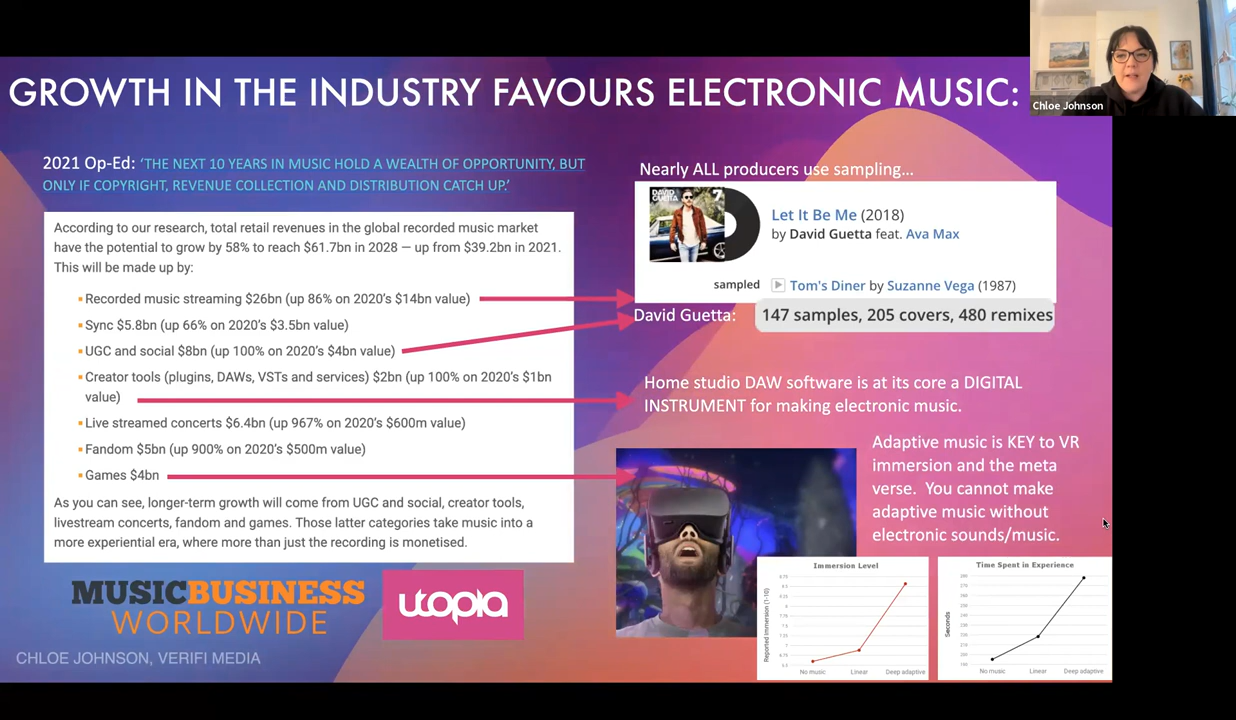 GROWTH IN THE INDUSTRY FAVOURS ELECTRONIC MUSIC:
Chloe Johnson
2021 Op-Ed: ‘THE NEXT 10 YEARS IN MUSIC HOLD A WEALTH OF OPPORTUNITY, BUT
ONLY IF COPYRIGHT, REVENUE COLLECTION AND DISTRIBUTION CATCH UP.’
According to our research, total retail revenues in the global recorded music market
have the potential to grow by 58% to reach $61.7bn in 2028 — up from $39.2bn in 2021.
This will be made up by:
Recorded music streaming $26bn (up 86% on 2020’s $14bn value)
Sync $5.8bn (up 66% on 2020’s $3.5bn value)
UGC and social $8bn (up 100% on 2020’s $4bn value)
Creator tools (plugins, DAWs, VSTs and services) $2bn (up 100% on 2020’s $1bn
value)
Live streamed concerts $6.4bn (up 967% on 2020’s $600m value)
Fandom $5bn (up 900% on 2020’s $500m value)
Games $4bn
As you can see, longer-term growth will come from UGC and social, creator tools,
livestream concerts, fandom and games. Those latter categories take music into a
more experiential era, where more than just the recording is monetised.
MUSICBUSINESS
WORLDWIDE
utopia
CHLOE JOHNSON, VERIFI MEDIA
Nearly ALL producers use sampling...
DAVID
GUETTA
7
Let It Be Me (2018)
by David Guetta feat. Ava Max
sampled
Tom's Diner by Suzanne Vega (1987)
David Guetta:
147 samples, 205 covers, 480 remixes
Home studio DAW software is at its core a DIGITAL
INSTRUMENT for making electronic music.
Adaptive music is KEY to VR
immersion and the meta
verse. You cannot make
adaptive music without
electronic sounds/music.
Immersion Level
Reported Immersion (1-10)
No music
Linear
Deep adaptive
Time Spent in Experience
Seconds
No music
Linear
Deep adaptive